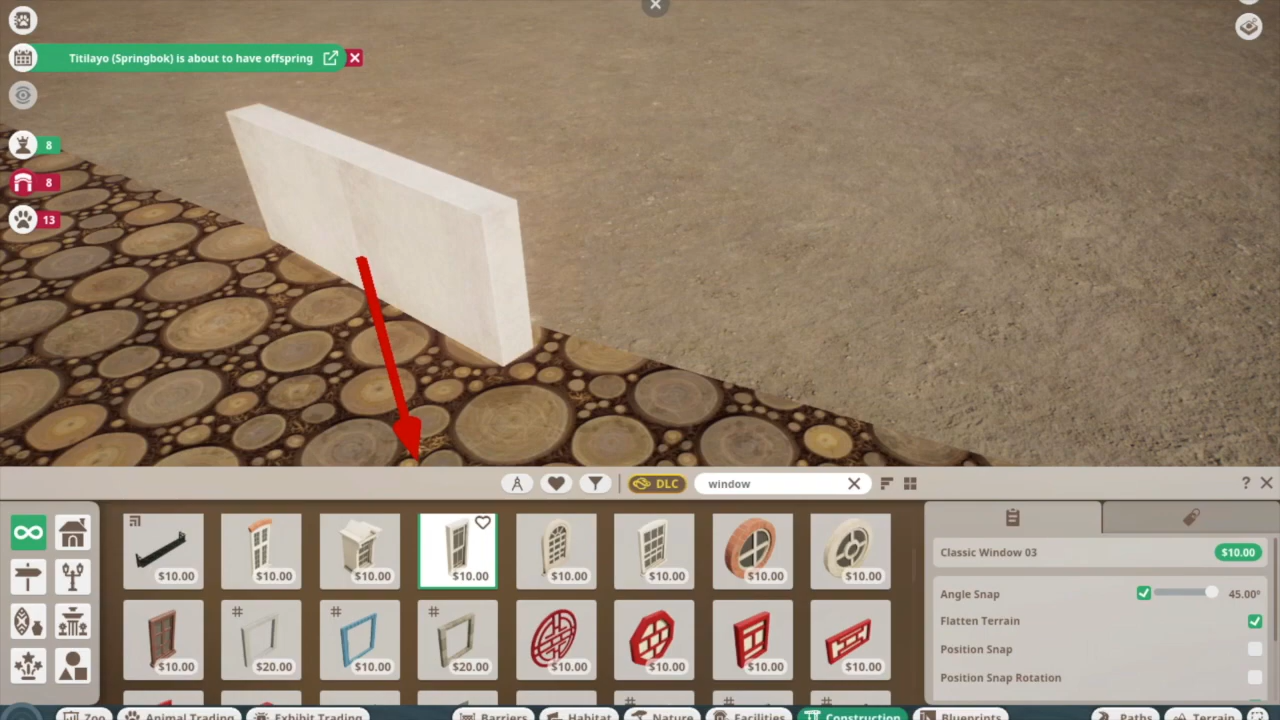 Titilayo (Springbok) is about to have offspring
8
8
13
DLC
window
?
$10.00
$10.00
$10.00
$10.00
$10.00
$10.00
$10.00
$10.00
$10.00
$20.00
$10.00
$20.00
$10.00
$10.00
$10.00
$10.00
Classic Window 03
$10.00
Angle Snap
45.00°
Flatten Terrain
Position Snap
Position Snap Rotation
Zoo
Animal Trading
Exhibit Trading
Barriers
Habitat
Nature
Facilities
Construction
Blueprints
Paths
Terrain